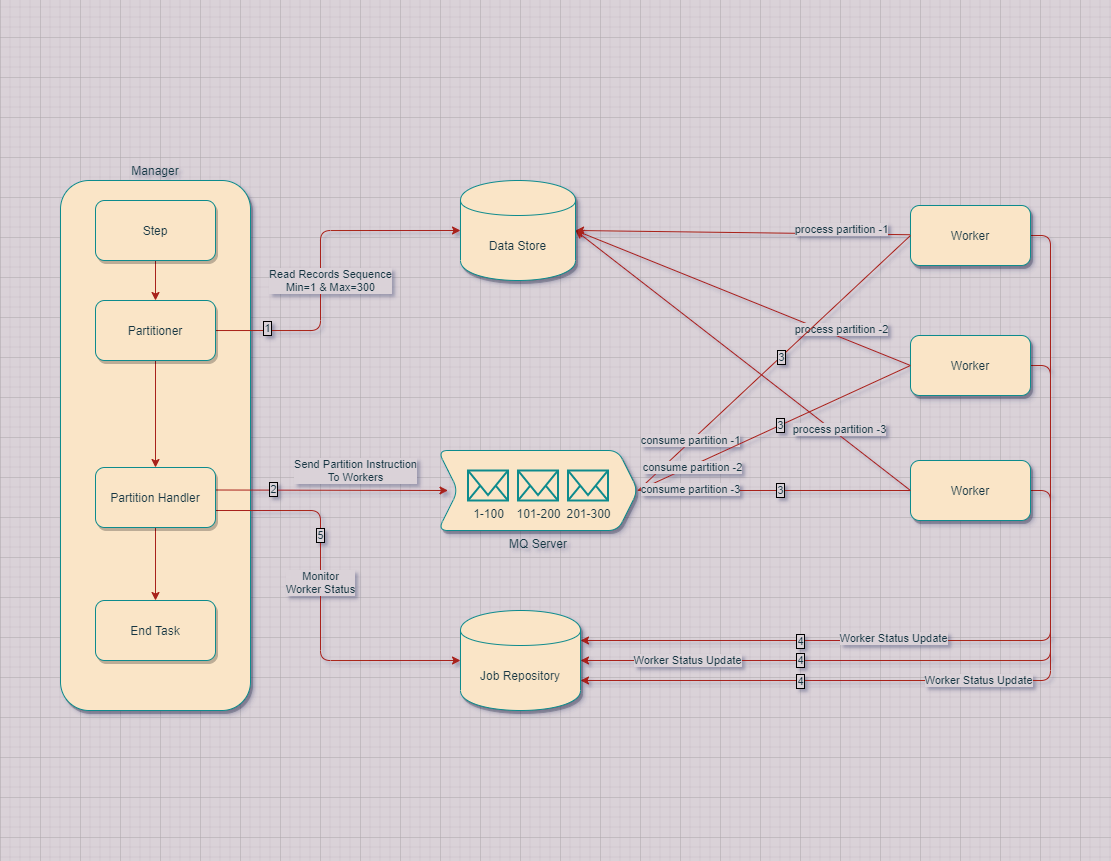 Manager
Step
Partitioner
Partition Handler
End Task
1
Read Records Sequence
Min=1 & Max=300
Data Store
2
Send Partition Instruction
To Workers
1-100
101-200
201-300
MQ Server
5
Monitor
Worker Status
Job Repository
process partition -1
process partition -2
process partition -3
3
3
3
consume partition -1
consume partition -2
consume partition -3
Worker
Worker
Worker
4
Worker Status Update
Worker Status Update
4
4
Worker Status Update